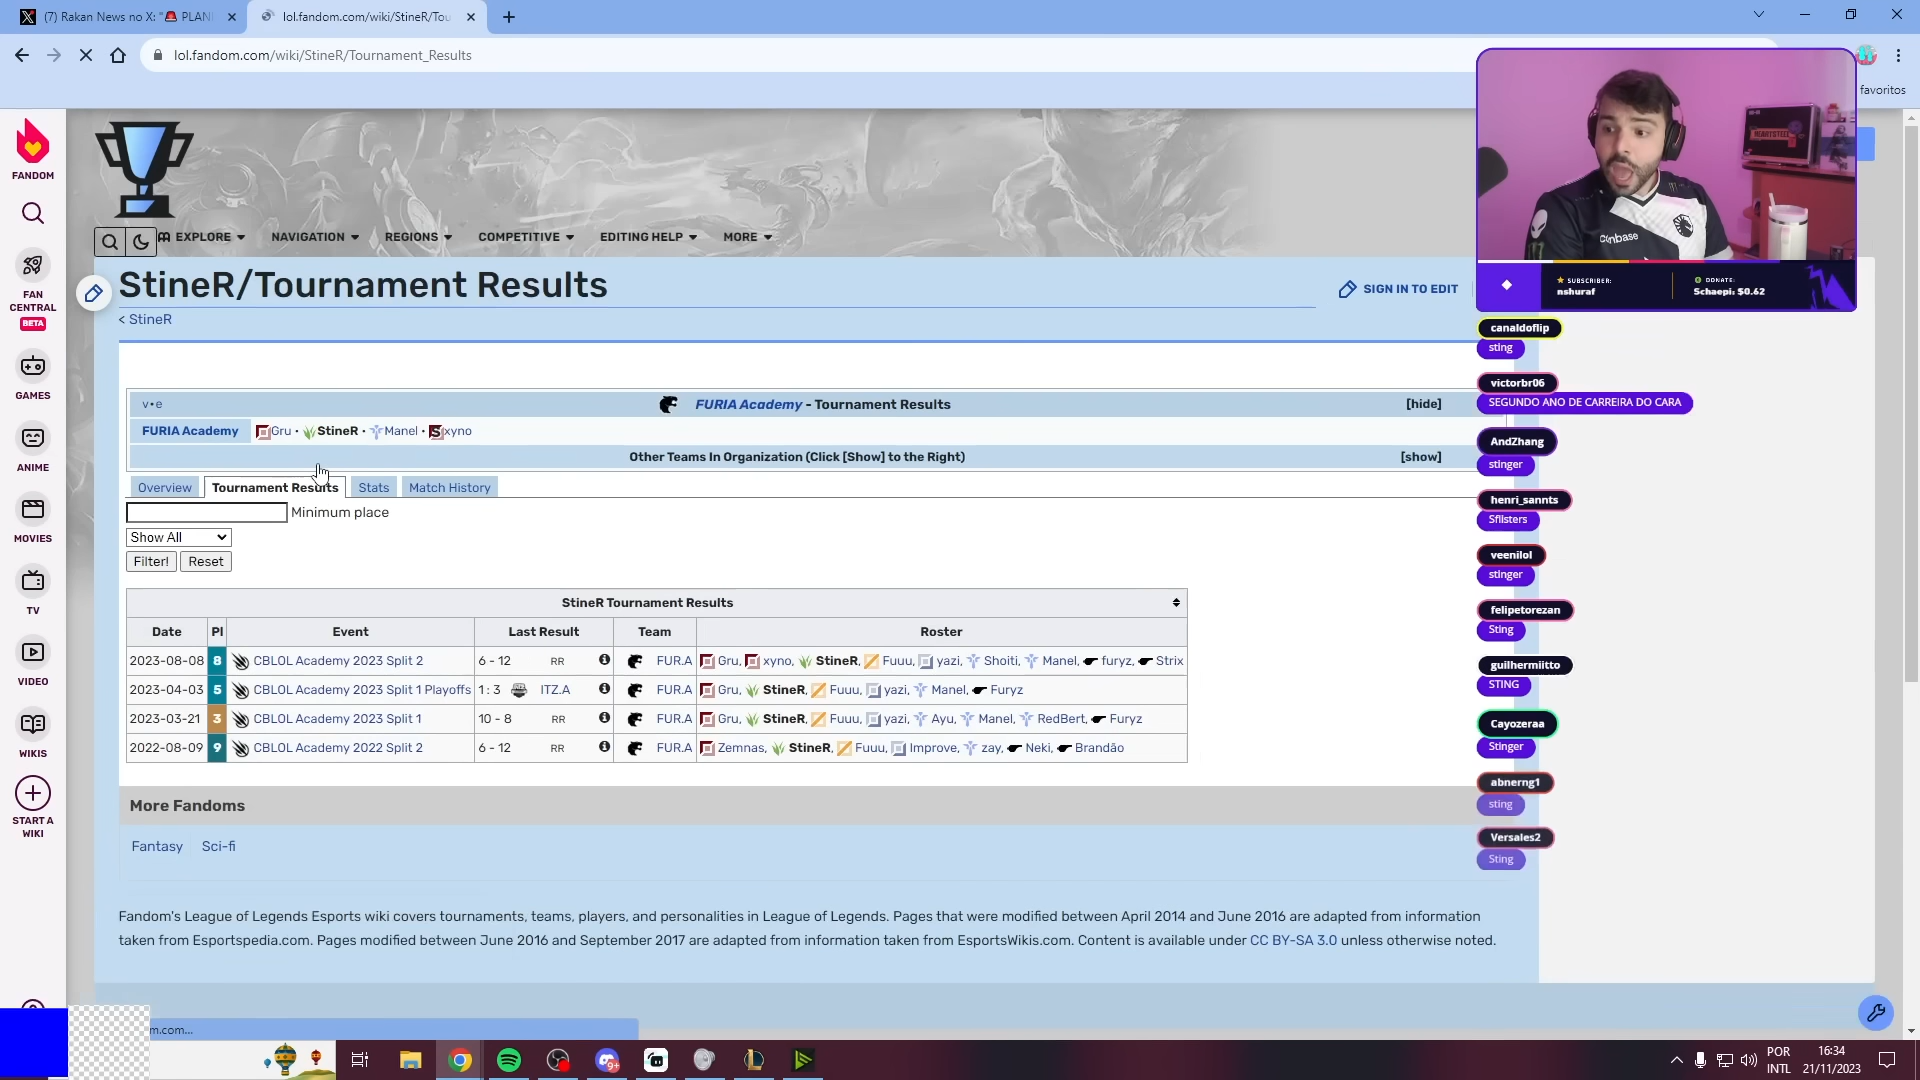 (7) Rakan News no X: "🚨 PLAN
lol.fandom.com/wiki/StineR/Tou
lol.fandom.com/wiki/StineR/Tournament_Results
favoritos
FANDOM
FAN CENTRAL
BETA
GAMES
ANIME
MOVIES
TV
VIDEO
WIKIS
START A WIKI
EXPLORE NAVIGATION REGIONS COMPETITIVE EDITING HELP MORE
StineR/Tournament Results
SIGN IN TO EDIT
< StineR
v•e FURIA Academy - Tournament Results [hide]
FURIA Academy Gru • StineR • Manel • xyno
Other Teams In Organization (Click [Show] to the Right) [show]
Overview Tournament Results Stats Match History
Minimum place
Show All
Filter! Reset
StineR Tournament Results
Date Pl Event Last Result Team Roster
2023-08-08 8 CBLOL Academy 2023 Split 2 6 - 12 RR FUR.A Gru, xyno, StineR, Fuuu, yazi, Shoiti, Manel, furyz, Strix
2023-04-03 5 CBLOL Academy 2023 Split 1 Playoffs 1 : 3 ITZ.A FUR.A Gru, StineR, Fuuu, yazi, Manel, Furyz
2023-03-21 3 CBLOL Academy 2023 Split 1 10 - 8 RR FUR.A Gru, StineR, Fuuu, yazi, Ayu, Manel, RedBert, Furyz
2022-08-09 9 CBLOL Academy 2022 Split 2 6 - 12 RR FUR.A Zemnas, StineR, Fuuu, Improve, zay, Neki, Brandão
More Fandoms
Fantasy Sci-fi
Fandom's League of Legends Esports wiki covers tournaments, teams, players, and personalities in League of Legends. Pages that were modified between April 2014 and June 2016 are adapted from information
taken from Esportspedia.com. Pages modified between June 2016 and September 2017 are adapted from information taken from EsportsWikis.com. Content is available under CC BY-SA 3.0 unless otherwise noted.
m.com...
HEARTSTEEL
coinbase
SUBSCRIBER:
nshuraf
DONATE:
Schaepi: $0.62
canaldoflip
sting
victorbr06
SEGUNDO ANO DE CARREIRA DO CARA
AndZhang
stinger
henri_sannts
Sfiisters
veenilol
stinger
felipetorezan
Sting
guilhermiitto
STING
Cayozeraa
Stinger
abnerng1
sting
Versales2
Sting
9+
POR
INTL
16:34
21/11/2023